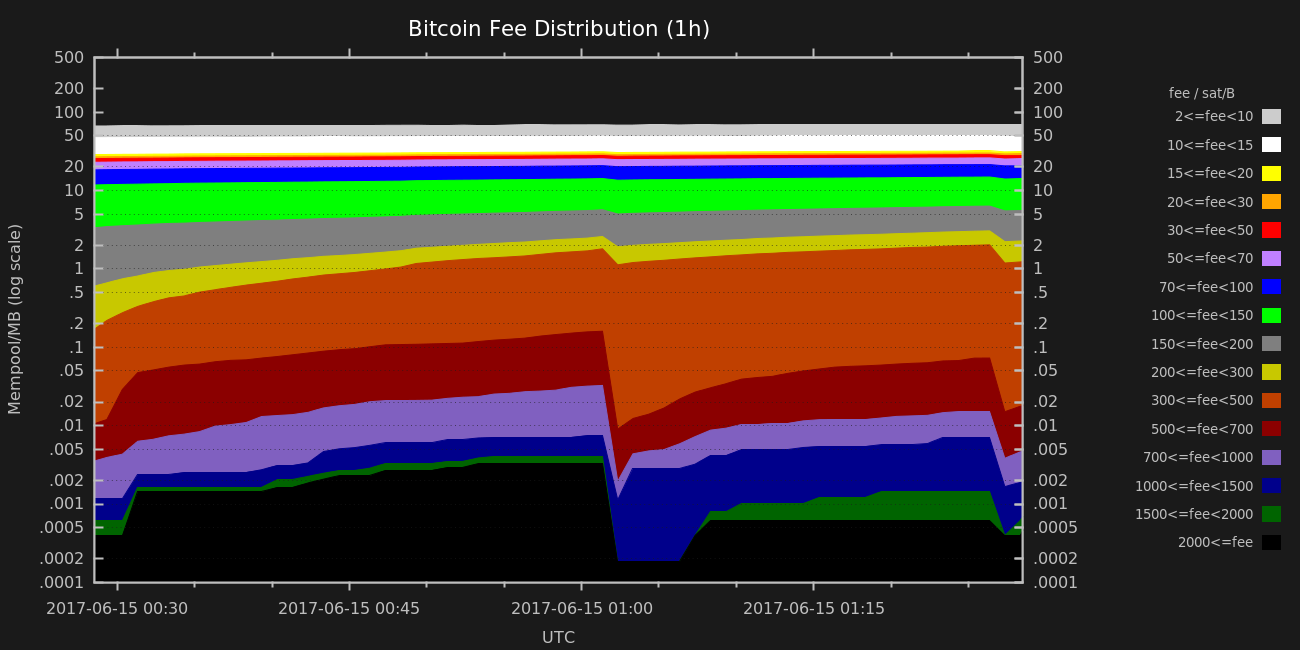 Bitcoin Fee Distribution (1h)
500 500
200 200
100 100
50 50
20 20
10 10
5 5
2 2
1 1
.5 .5
.2 .2
.1 .1
.05 .05
.02 .02
.01 .01
.005 .005
.002 .002
.001 .001
.0005 .0005
.0002 .0002
.0001 .0001
Mempool/MB (log scale)
2017-06-15 00:30 2017-06-15 00:45 2017-06-15 01:00 2017-06-15 01:15
UTC
fee / sat/B
2<=fee<10
10<=fee<15
15<=fee<20
20<=fee<30
30<=fee<50
50<=fee<70
70<=fee<100
100<=fee<150
150<=fee<200
200<=fee<300
300<=fee<500
500<=fee<700
700<=fee<1000
1000<=fee<1500
1500<=fee<2000
2000<=fee